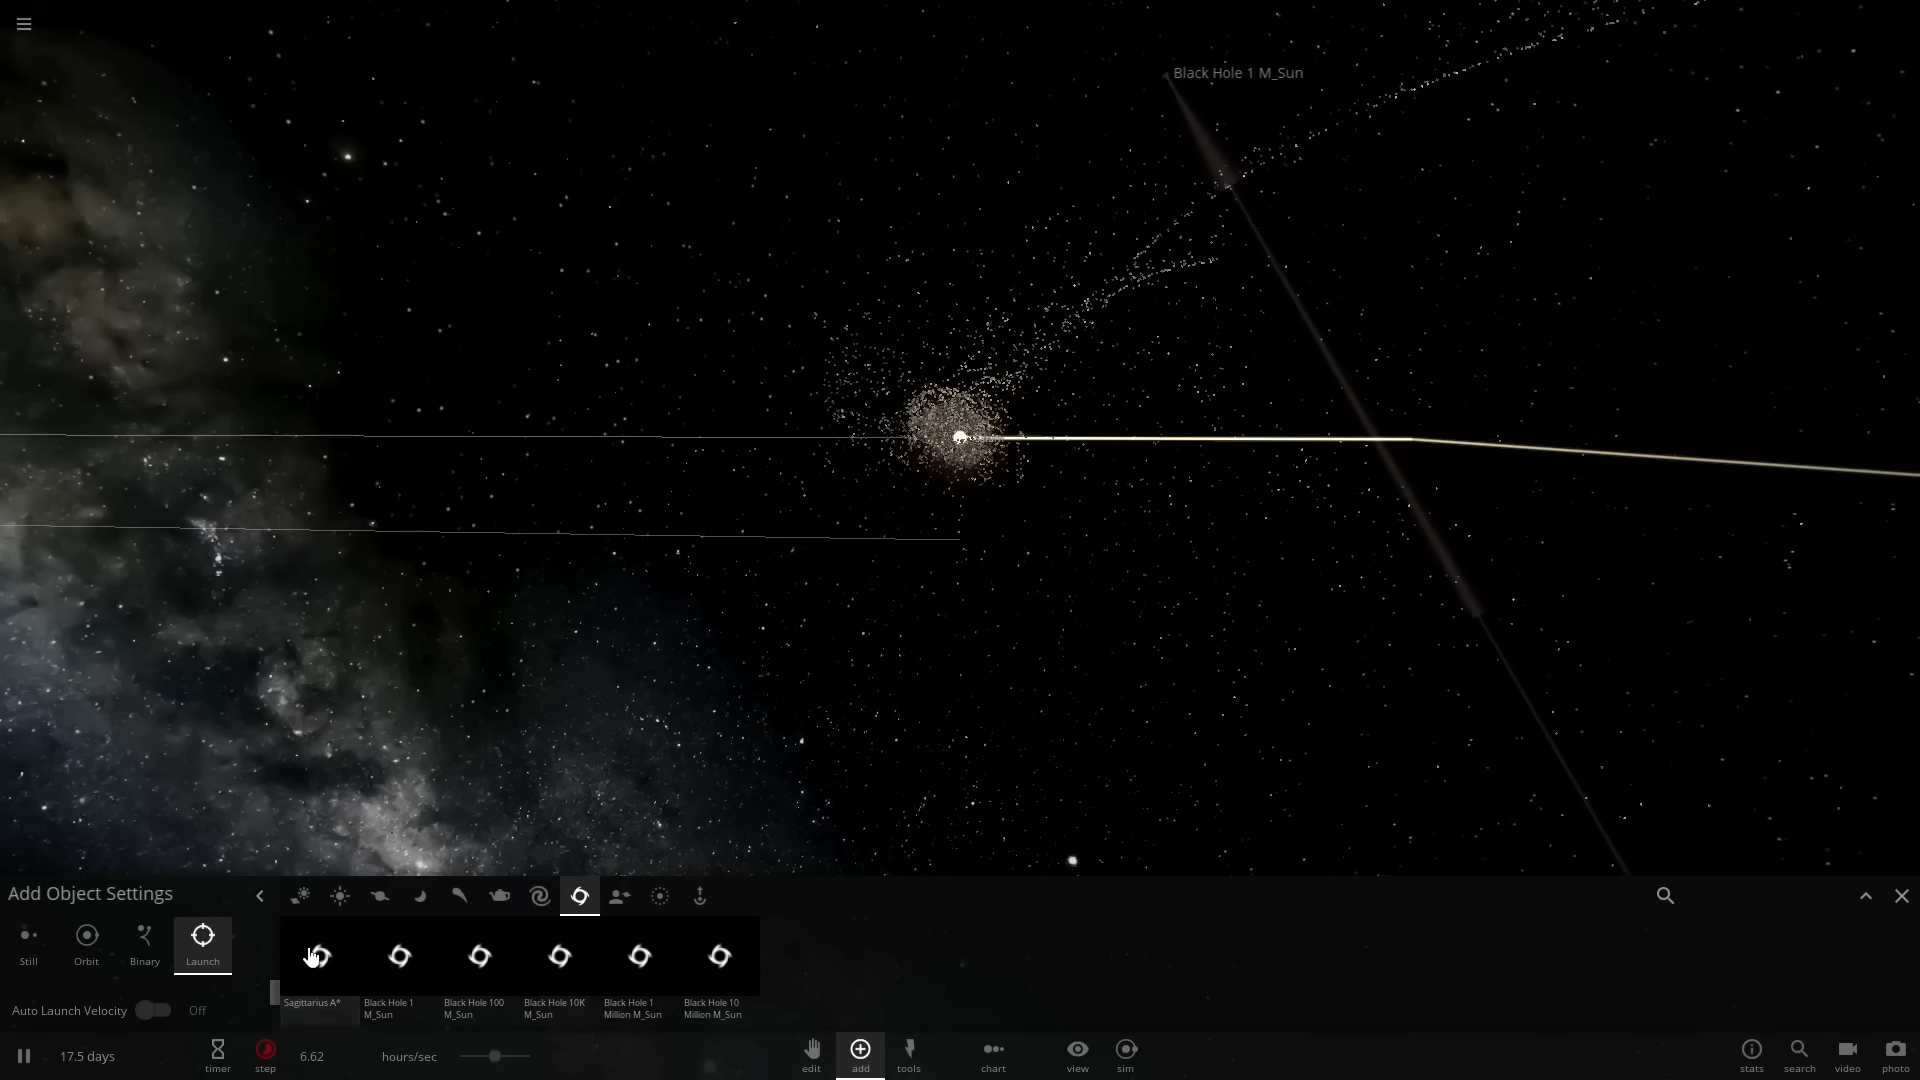 Black Hole 1 M_Sun
Add Object Settings
Still
Orbit
Binary
Launch
Auto Launch Velocity
Off
Sagittarius A*
Black Hole 1
M_Sun
Black Hole 100
M_Sun
Black Hole 10K
M_Sun
Black Hole 1
Million M_Sun
Black Hole 10
Million M_Sun
17.5 days
timer
step
6.62
hours/sec
edit
add
tools
chart
view
sim
stats
search
video
photo